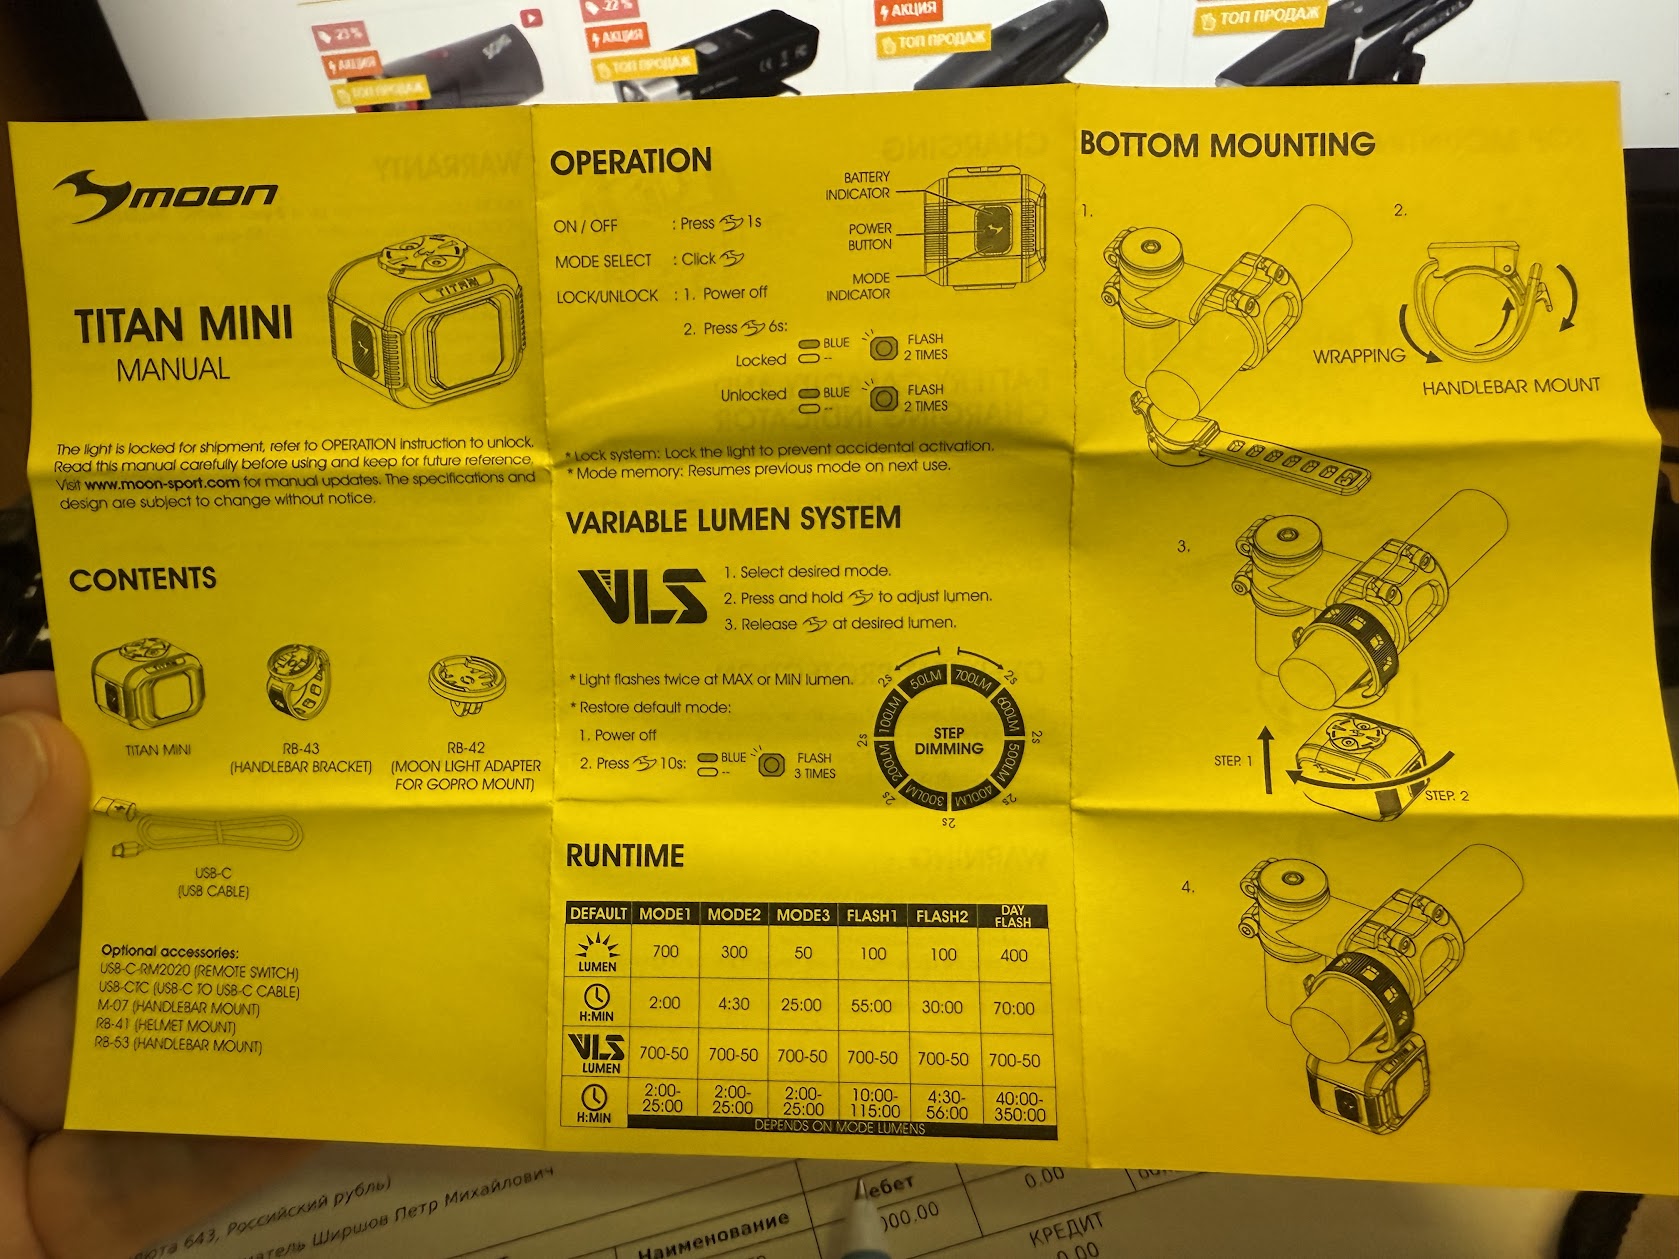 -23 %
АКЦИЯ
ТОП ПРОДАЖ
-22 %
АКЦИЯ
ТОП ПРОДАЖ
АКЦИЯ
ТОП ПРОДАЖ
ТОП ПРОДАЖ
moon
TITAN MINI
MANUAL
TITAN
The light is locked for shipment, refer to OPERATION instruction to unlock.
Read this manual carefully before using and keep for future reference.
Visit www.moon-sport.com for manual updates. The specifications and
design are subject to change without notice.
CONTENTS
TITAN MINI
RB-43
(HANDLEBAR BRACKET)
RB-42
(MOON LIGHT ADAPTER
FOR GOPRO MOUNT)
USB-C
(USB CABLE)
Optional accessories:
USB-C-RM2020 (REMOTE SWITCH)
USB-CTC (USB-C TO USB-C CABLE)
M-07 (HANDLEBAR MOUNT)
RB-41 (HELMET MOUNT)
RB-53 (HANDLEBAR MOUNT)
OPERATION
ON / OFF : Press 1s
MODE SELECT : Click
LOCK/UNLOCK : 1. Power off
2. Press 6s:
Locked BLUE -- FLASH 2 TIMES
Unlocked BLUE -- FLASH 2 TIMES
BATTERY INDICATOR
POWER BUTTON
MODE INDICATOR
* Lock system: Lock the light to prevent accidental activation.
* Mode memory: Resumes previous mode on next use.
VARIABLE LUMEN SYSTEM
VLS
1. Select desired mode.
2. Press and hold to adjust lumen.
3. Release at desired lumen.
* Light flashes twice at MAX or MIN lumen.
* Restore default mode:
1. Power off
2. Press 10s: BLUE -- FLASH 3 TIMES
STEP DIMMING
700LM
600LM
500LM
400LM
300LM
200LM
100LM
50LM
2s
2s
2s
2s
2s
2s
2s
RUNTIME
DEFAULT MODE1 MODE2 MODE3 FLASH1 FLASH2 DAY FLASH
LUMEN 700 300 50 100 100 400
H:MIN 2:00 4:30 25:00 55:00 30:00 70:00
VLS LUMEN 700-50 700-50 700-50 700-50 700-50 700-50
H:MIN 2:00-25:00 2:00-25:00 2:00-25:00 10:00-115:00 4:30-56:00 40:00-350:00
DEPENDS ON MODE LUMENS
BOTTOM MOUNTING
1.
2.
WRAPPING
HANDLEBAR MOUNT
3.
STEP. 1
STEP. 2
4.
643, Российский рубль)
Ширшов Петр Михайлович
Наименование
000.00
0.00
КРЕДИТ
0.00